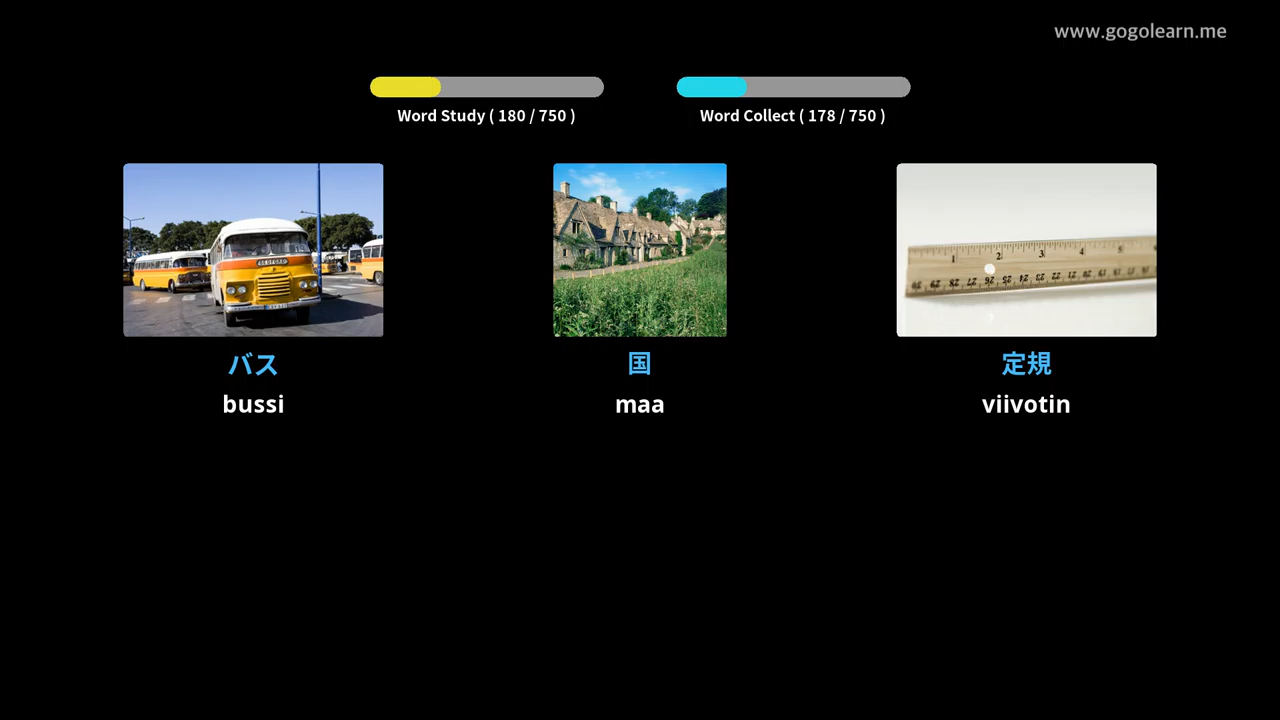 www.gogolearn.me
Word Study ( 180 / 750 )
Word Collect ( 178 / 750 )
BEDFORD
バス
国
定規
bussi
maa
viivotin